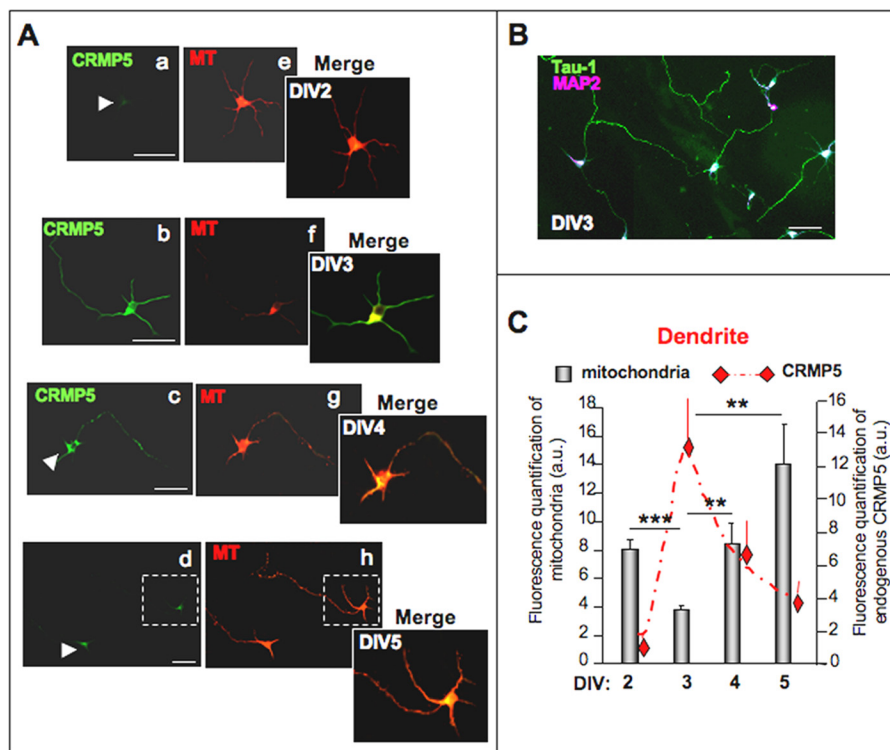 A
CRMP5
a
MT
e
Merge
DIV2
CRMP5
b
MT
f
Merge
DIV3
CRMP5
c
MT
g
Merge
DIV4
d
MT
h
Merge
DIV5
B
Tau-1
MAP2
DIV3
C
Dendrite
mitochondria
CRMP5
Fluorescence quantification of
mitochondria (a.u.)
18
16
14
12
10
8
6
4
2
0
***
**
**
16
14
12
10
8
6
4
2
0
Fluorescence quantification of
endogenous CRMP5 (a.u.)
DIV: 2 3 4 5